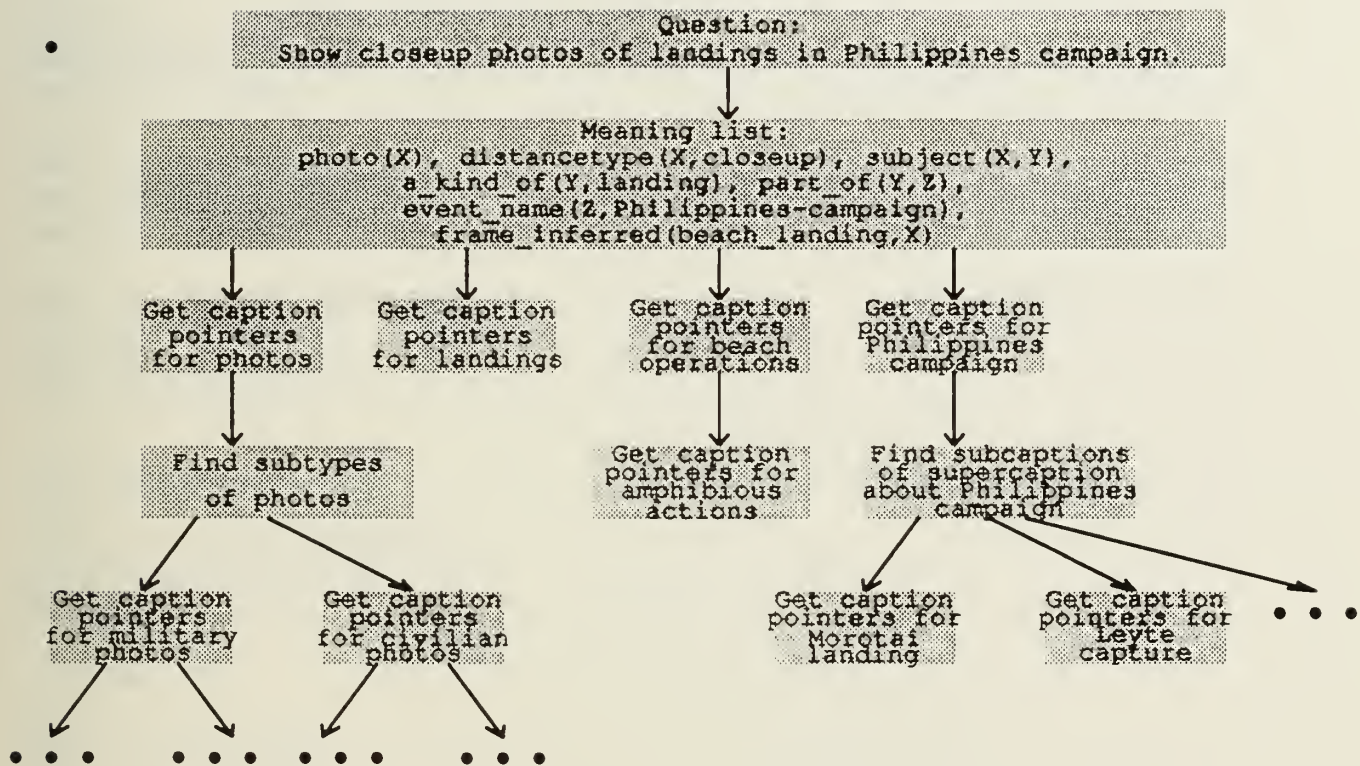 Question:
Show closeup photos of landings in Philippines campaign.
Meaning list:
photo(X), distancetype(X,closeup), subject(X,Y),
a_kind_of(Y,landing), part_of(Y,Z),
event_name(Z,Philippines-campaign),
frame_inferred(beach_landing,X)
Get caption
pointers
for photos
Get caption
pointers
for landings
Get caption
pointers
for beach
operations
Get caption
pointers for
Philippines
campaign
Find subtypes
of photos
Get caption
pointers for
amphibious
actions
Find subcaptions
of supercaption
about Philippines
campaign
Get caption
pointers
for military
photos
Get caption
pointers
for civilian
photos
Get caption
pointers for
Morotai
landing
Get caption
pointers for
Leyte
capture
• • •
• • •
• • •
• • •
• • •